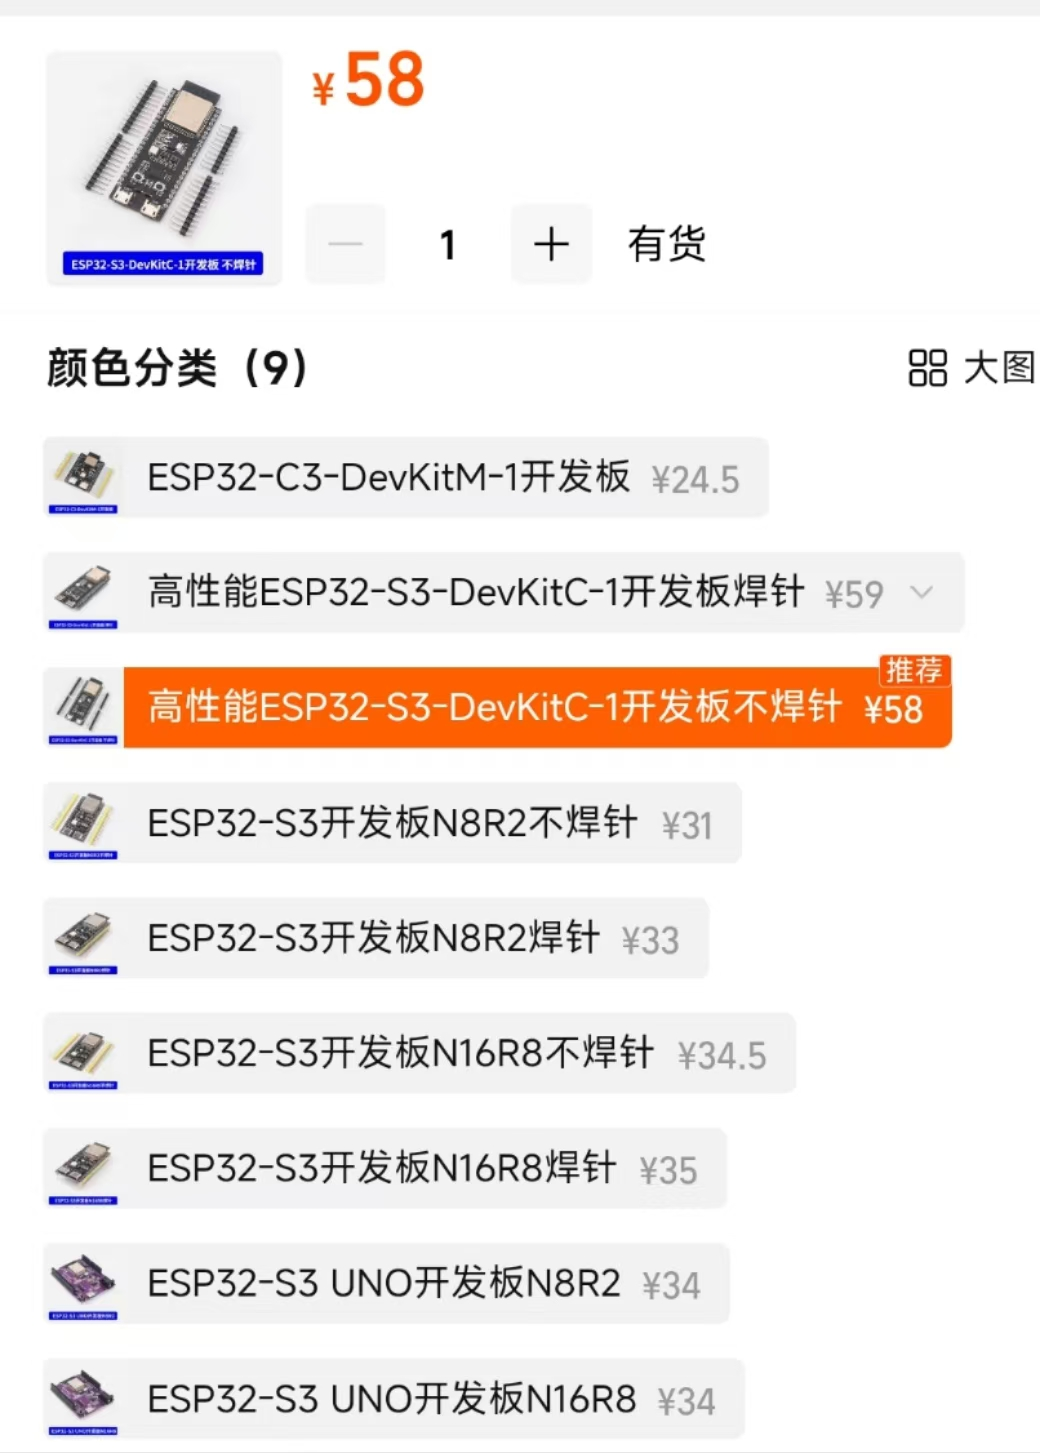 ¥58
ESP32-S3-DevKitC-1开发板 不焊针
1
有货
颜色分类（9）
大图
ESP32-C3-DevKitM-1开发板 ¥24.5
高性能ESP32-S3-DevKitC-1开发板焊针 ¥59
推荐
高性能ESP32-S3-DevKitC-1开发板不焊针 ¥58
ESP32-S3开发板N8R2不焊针 ¥31
ESP32-S3开发板N8R2焊针 ¥33
ESP32-S3开发板N16R8不焊针 ¥34.5
ESP32-S3开发板N16R8焊针 ¥35
ESP32-S3 UNO开发板N8R2 ¥34
ESP32-S3 UNO开发板N16R8 ¥34